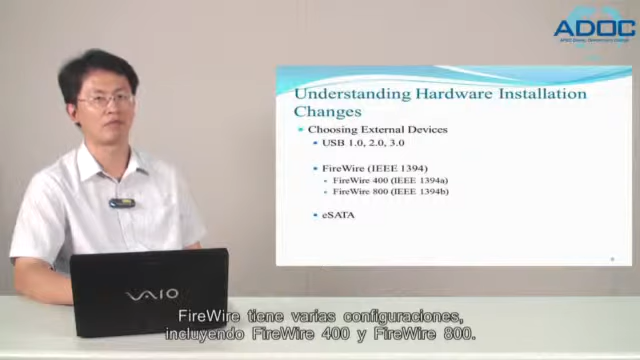 ADOC
Understanding Hardware Installation
Changes
Choosing External Devices
USB 1.0, 2.0, 3.0
FireWire (IEEE 1394)
FireWire 400 (IEEE 1394a)
FireWire 800 (IEEE 1394b)
eSATA
VAIO
FireWire tiene varias configuraciones,
incluyendo FireWire 400 y FireWire 800.